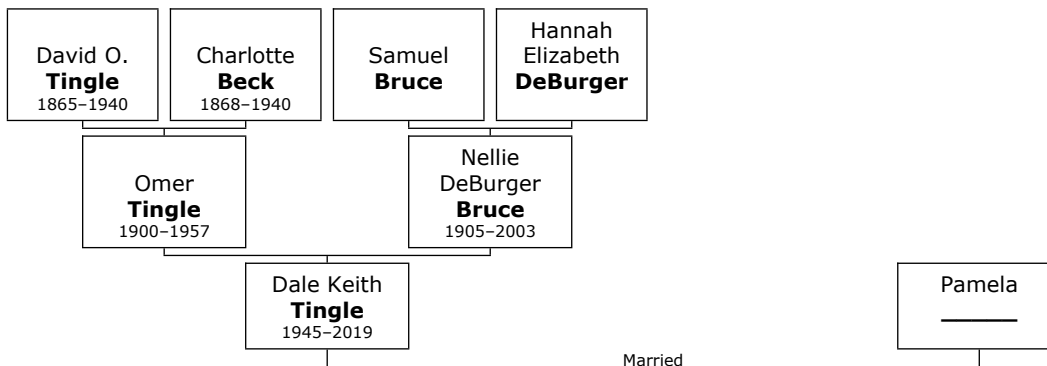 David O.
Tingle
1865–1940
Charlotte
Beck
1868–1940
Samuel
Bruce
Hannah
Elizabeth
DeBurger
Omer
Tingle
1900–1957
Nellie
DeBurger
Bruce
1905–2003
Dale Keith
Tingle
1945–2019
Pamela
_____
Married